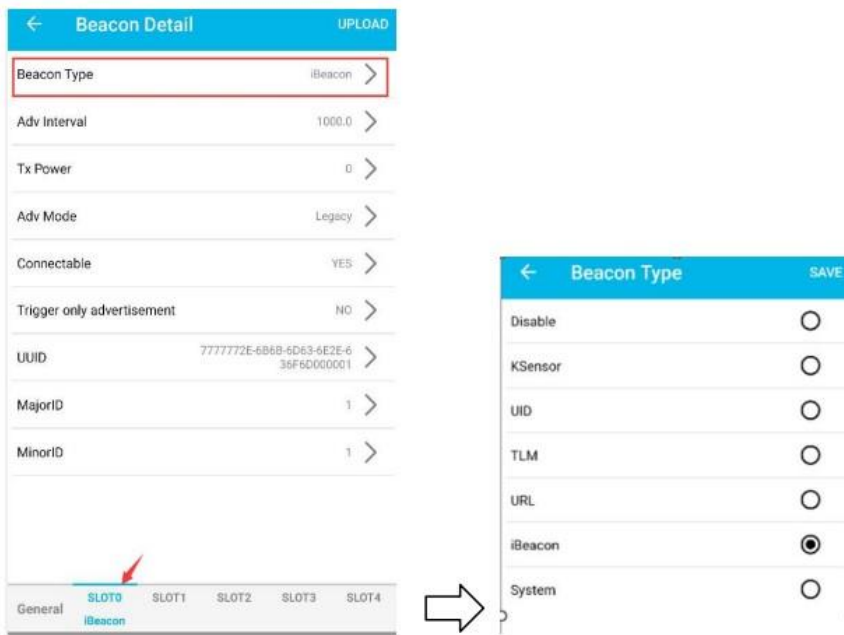 Beacon Detail UPLOAD
Beacon Type iBeacon
Adv Interval 1000.0
Tx Power 0
Adv Mode Legacy
Connectable YES
Trigger only advertisement NO
UUID 7777772E-6B6B-6D63-6E2E-6
36F6D000001
MajorID 1
MinorID 1
General SLOT0 SLOT1 SLOT2 SLOT3 SLOT4
iBeacon
Beacon Type SAVE
Disable
KSensor
UID
TLM
URL
iBeacon
System